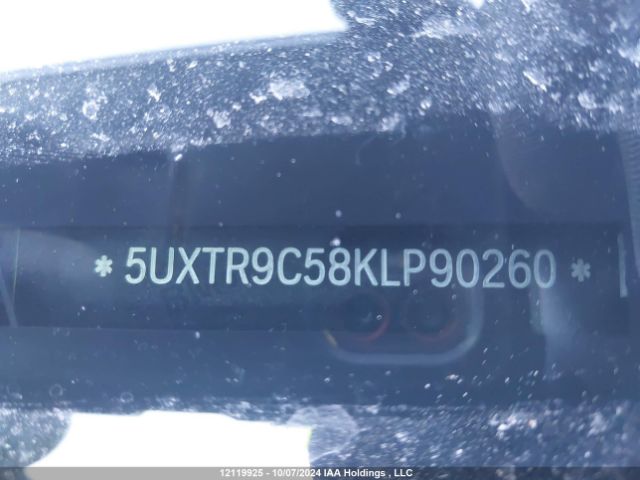 * 5UXTR9C58KLP90260 *
12119925 - 10/07/2024 IAA Holdings , LLC